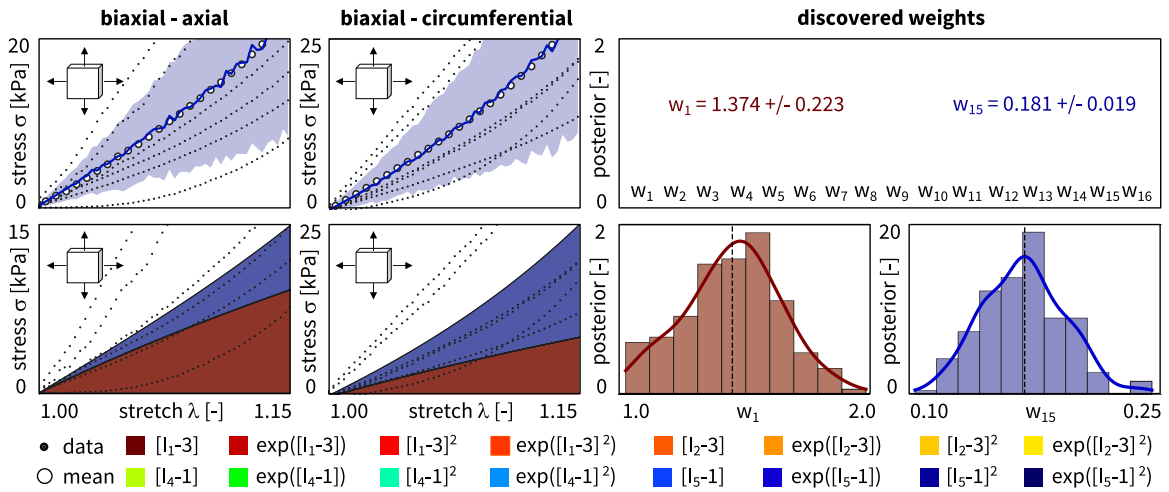 biaxial - axial
biaxial - circumferential
discovered weights
stress σ [kPa]
20
0
stress σ [kPa]
25
0
posterior [-]
2
0
w₁ = 1.374 +/- 0.223
w₁₅ = 0.181 +/- 0.019
w₁ w₂ w₃ w₄ w₅ w₆ w₇ w₈ w₉ w₁₀ w₁₁ w₁₂ w₁₃ w₁₄ w₁₅ w₁₆
stress σ [kPa]
15
0
1.00 stretch λ [-] 1.15
stress σ [kPa]
25
0
1.00 stretch λ [-] 1.15
posterior [-]
2
0
1.0 w₁ 2.0
posterior [-]
20
0
0.10 w₁₅ 0.25
data [I₁-3] exp([I₁-3]) [I₁-3]² exp([I₁-3]²) [I₂-3] exp([I₂-3]) [I₂-3]² exp([I₂-3]²)
mean [I₄-1] exp([I₄-1]) [I₄-1]² exp([I₄-1]²) [I₅-1] exp([I₅-1]) [I₅-1]² exp([I₅-1]²)